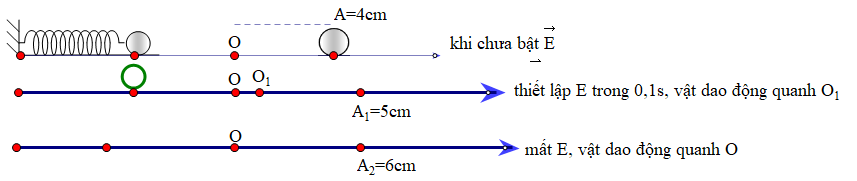 A=4cm
O
khi chưa bật E
O O₁
thiết lập E trong 0,1s, vật dao động quanh O₁
A₁=5cm
O
mất E, vật dao động quanh O
A₂=6cm